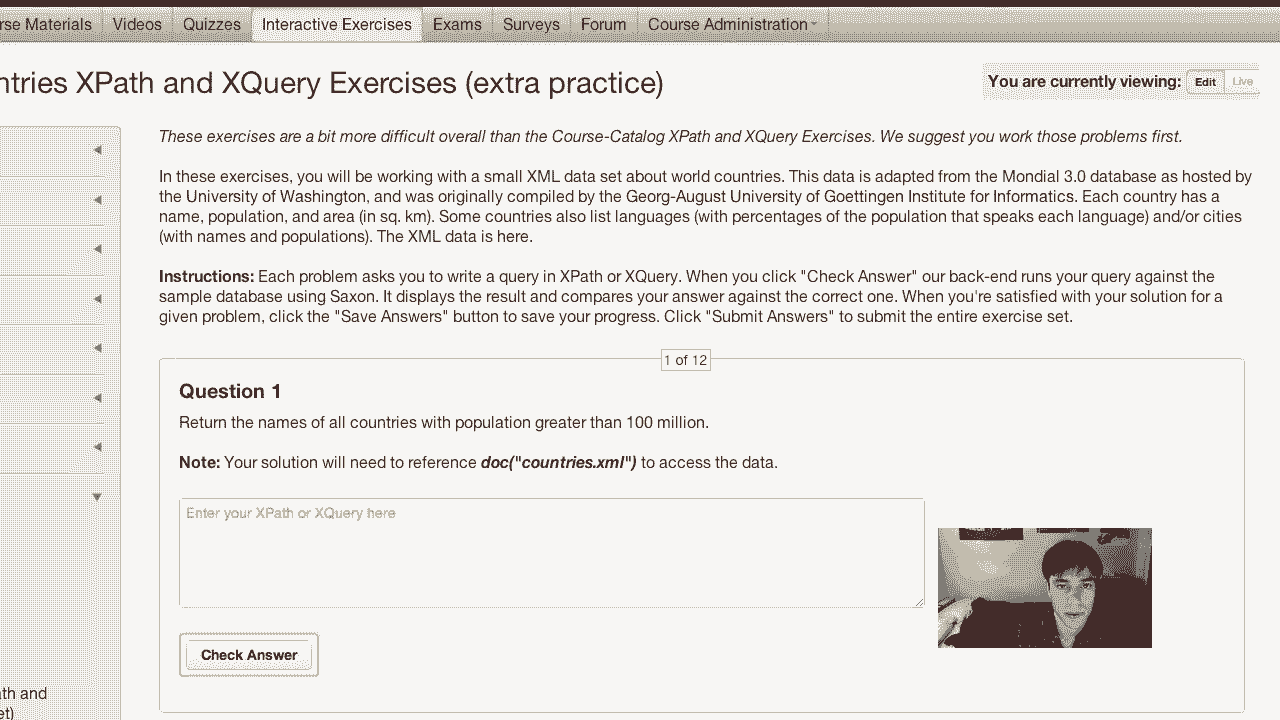 rse Materials Videos Quizzes Interactive Exercises Exams Surveys Forum Course Administration
ntries XPath and XQuery Exercises (extra practice)
You are currently viewing: Edit Live
These exercises are a bit more difficult overall than the Course-Catalog XPath and XQuery Exercises. We suggest you work those problems first.
In these exercises, you will be working with a small XML data set about world countries. This data is adapted from the Mondial 3.0 database as hosted by
the University of Washington, and was originally compiled by the Georg-August University of Goettingen Institute for Informatics. Each country has a
name, population, and area (in sq. km). Some countries also list languages (with percentages of the population that speaks each language) and/or cities
(with names and populations). The XML data is here.
Instructions: Each problem asks you to write a query in XPath or XQuery. When you click "Check Answer" our back-end runs your query against the
sample database using Saxon. It displays the result and compares your answer against the correct one. When you're satisfied with your solution for a
given problem, click the "Save Answers" button to save your progress. Click "Submit Answers" to submit the entire exercise set.
1 of 12
Question 1
Return the names of all countries with population greater than 100 million.
Note: Your solution will need to reference doc("countries.xml") to access the data.
Enter your XPath or XQuery here
Check Answer
ath and
et)